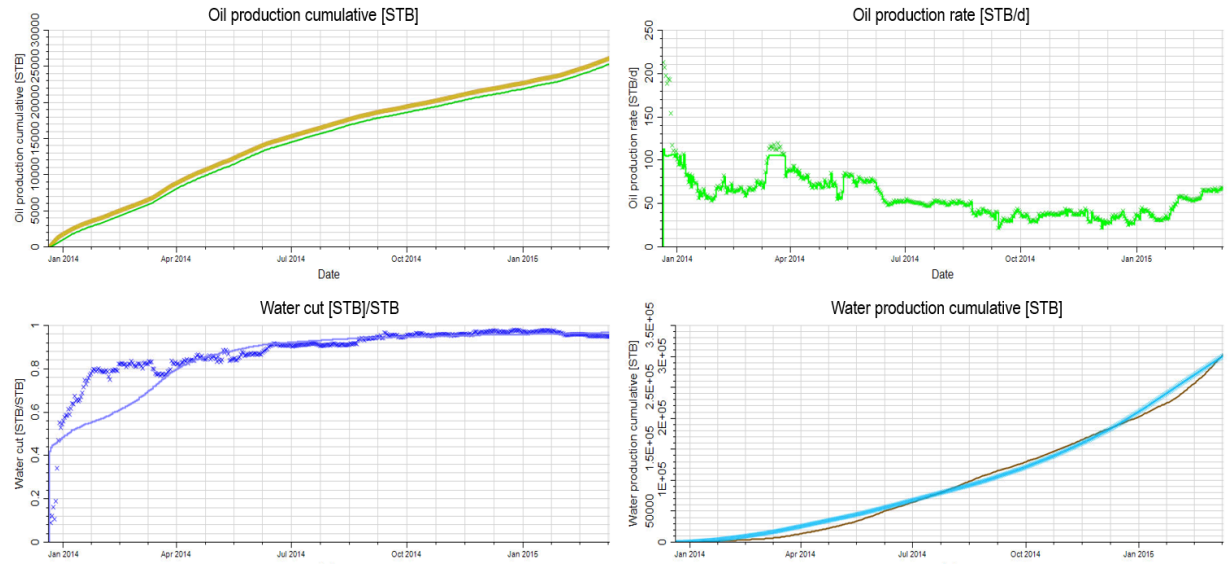 Oil production cumulative [STB]
Oil production cumulative [STB]
0 5000 10000 15000 20000 25000 30000
Jan 2014 Apr 2014 Jul 2014 Oct 2014 Jan 2015
Date
Oil production rate [STB/d]
Oil production rate [STB/d]
0 50 100 150 200 250
Jan 2014 Apr 2014 Jul 2014 Oct 2014 Jan 2015
Date
Water cut [STB]/STB
Water cut [STB/STB]
0 0.2 0.4 0.6 0.8 1
Jan 2014 Apr 2014 Jul 2014 Oct 2014 Jan 2015
Water production cumulative [STB]
Water production cumulative [STB]
0 50000 1E+05 1.5E+05 2E+05 2.5E+05 3E+05 3.5E+05
Jan 2014 Apr 2014 Jul 2014 Oct 2014 Jan 2015